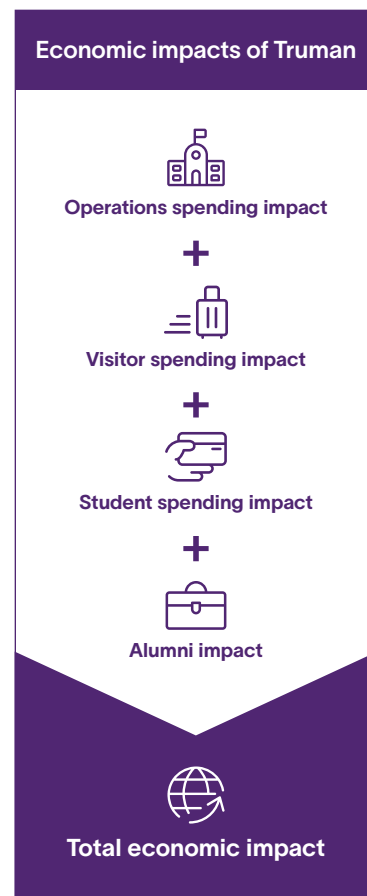 Economic impacts of Truman
Operations spending impact
+
Visitor spending impact
+
Student spending impact
+
Alumni impact
Total economic impact